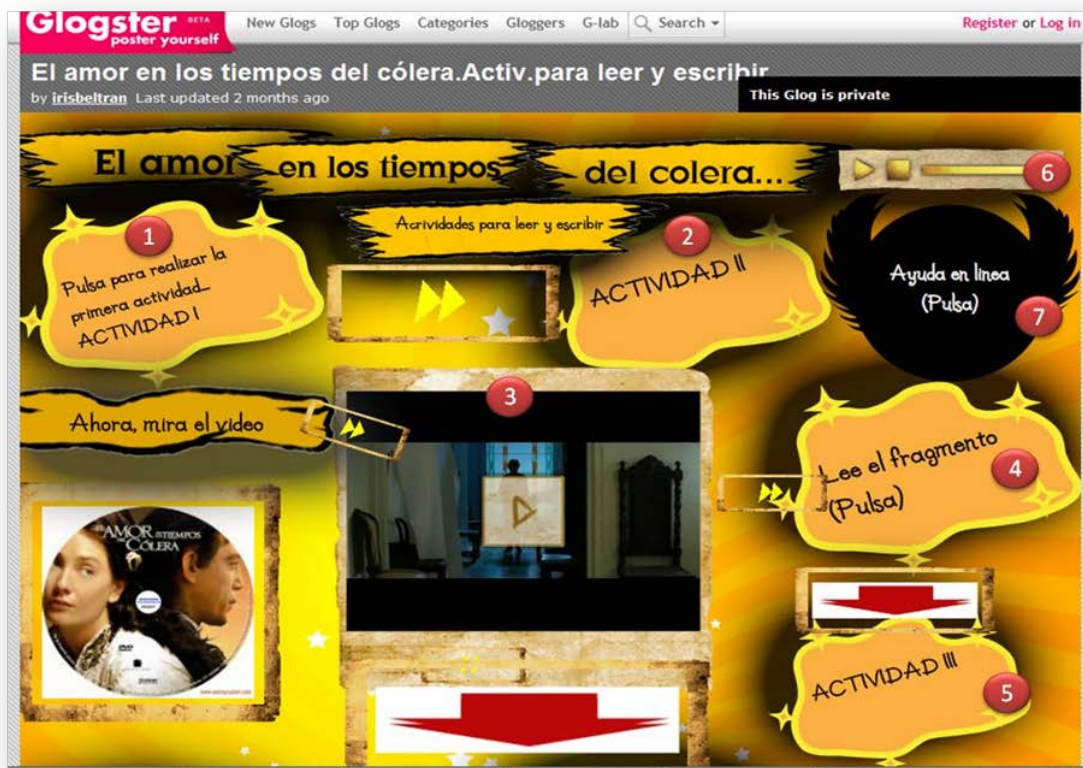 Glogster BETA
poster yourself
New Glogs Top Glogs Categories Gloggers G-lab Search
Register or Log in
El amor en los tiempos del cólera.Activ.para leer y escribir
by irisbeltran Last updated 2 months ago
This Glog is private
El amor en los tiempos del colera...
6
1
Pulsa para realizar la
primera actividad...
ACTIVIDAD I
Acrividades para leer y escribir
2
ACTIVIDAD II
Ayuda en linea
(Pulsa)
7
Ahora, mira el video
3
4
Lee el fragmento
(Pulsa)
EL AMOR EN LOS TIEMPOS
DEL CÓLERA
DVD
ACTIVIDAD III
5